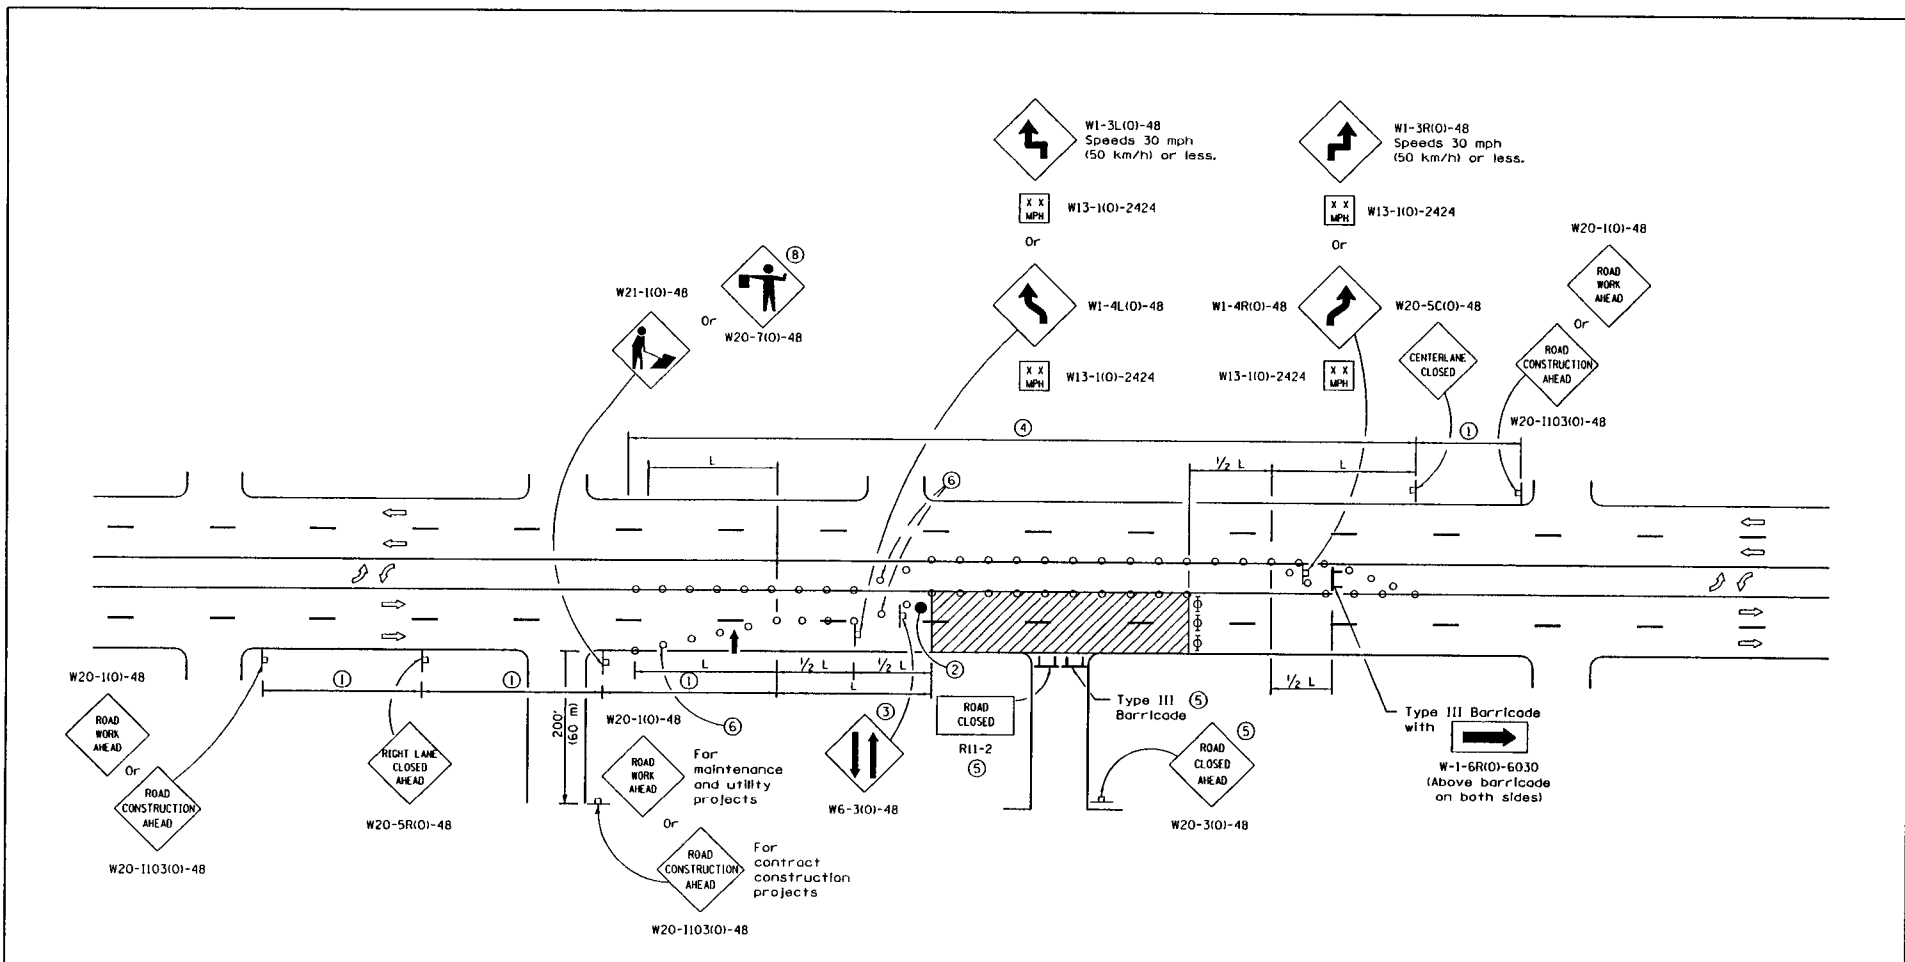 W1-3L(O)-48
Speeds 30 mph
(50 km/h) or less.
X X
MPH
W13-1(O)-2424
Or
W1-4L(O)-48
X X
MPH
W13-1(O)-2424
W1-3R(O)-48
Speeds 30 mph
(50 km/h) or less.
X X
MPH
W13-1(O)-2424
Or
W1-4R(O)-48
W13-1(O)-2424
X X
MPH
W20-5C(O)-48
CENTERLANE
CLOSED
W20-1(O)-48
ROAD
WORK
AHEAD
Or
ROAD
CONSTRUCTION
AHEAD
W20-I103(O)-48
8
W21-1(O)-48
Or
W20-7(O)-48
4
1
L
1/2 L
L
6
L
1/2 L
1/2 L
1
1
1
L
1/2 L
2
200'
(60 m)
W20-1(O)-48
ROAD
WORK
AHEAD
Or
ROAD
CONSTRUCTION
AHEAD
W20-I103(O)-48
RIGHT LANE
CLOSED
AHEAD
W20-5R(O)-48
W20-1(O)-48
6
ROAD
WORK
AHEAD
For
maintenance
and utility
projects
Or
ROAD
CONSTRUCTION
AHEAD
For
contract
construction
projects
W20-I103(O)-48
3
W6-3(O)-48
ROAD
CLOSED
R11-2
5
Type III
Barricade
5
ROAD
CLOSED
AHEAD
5
W20-3(O)-48
Type III Barricade
with
W-1-6R(O)-6030
(Above barricade
on both sides)